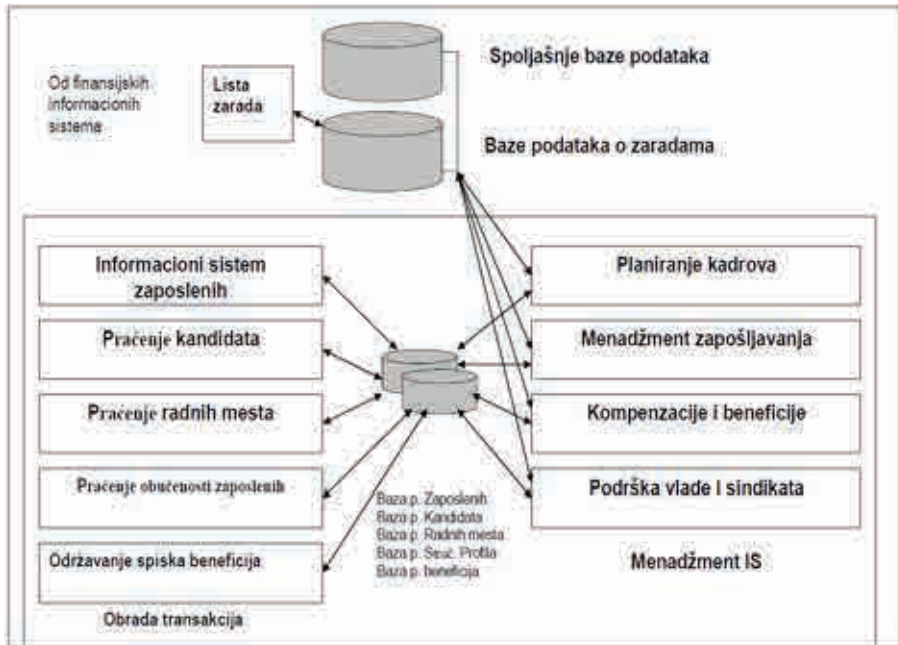 Spoljašnje baze podataka
Od finansijskih
informacionih
sistema
Lista
zarada
Baze podataka o zaradama
Informacioni sistem
zaposlenih
Praćenje kandidata
Praćenje radnih mesta
Praćenje obučenosti zaposlenih
Održavanje spiska beneficija
Obrada transakcija
Baza p. Zaposlenih
Baza p. Kandidata
Baza p. Radnih mesta
Baza p. Struč. Profila
Baza p. beneficija
Planiranje kadrova
Menadžment zapošljavanja
Kompenzacije i beneficije
Podrška vlade I sindikata
Menadžment IS